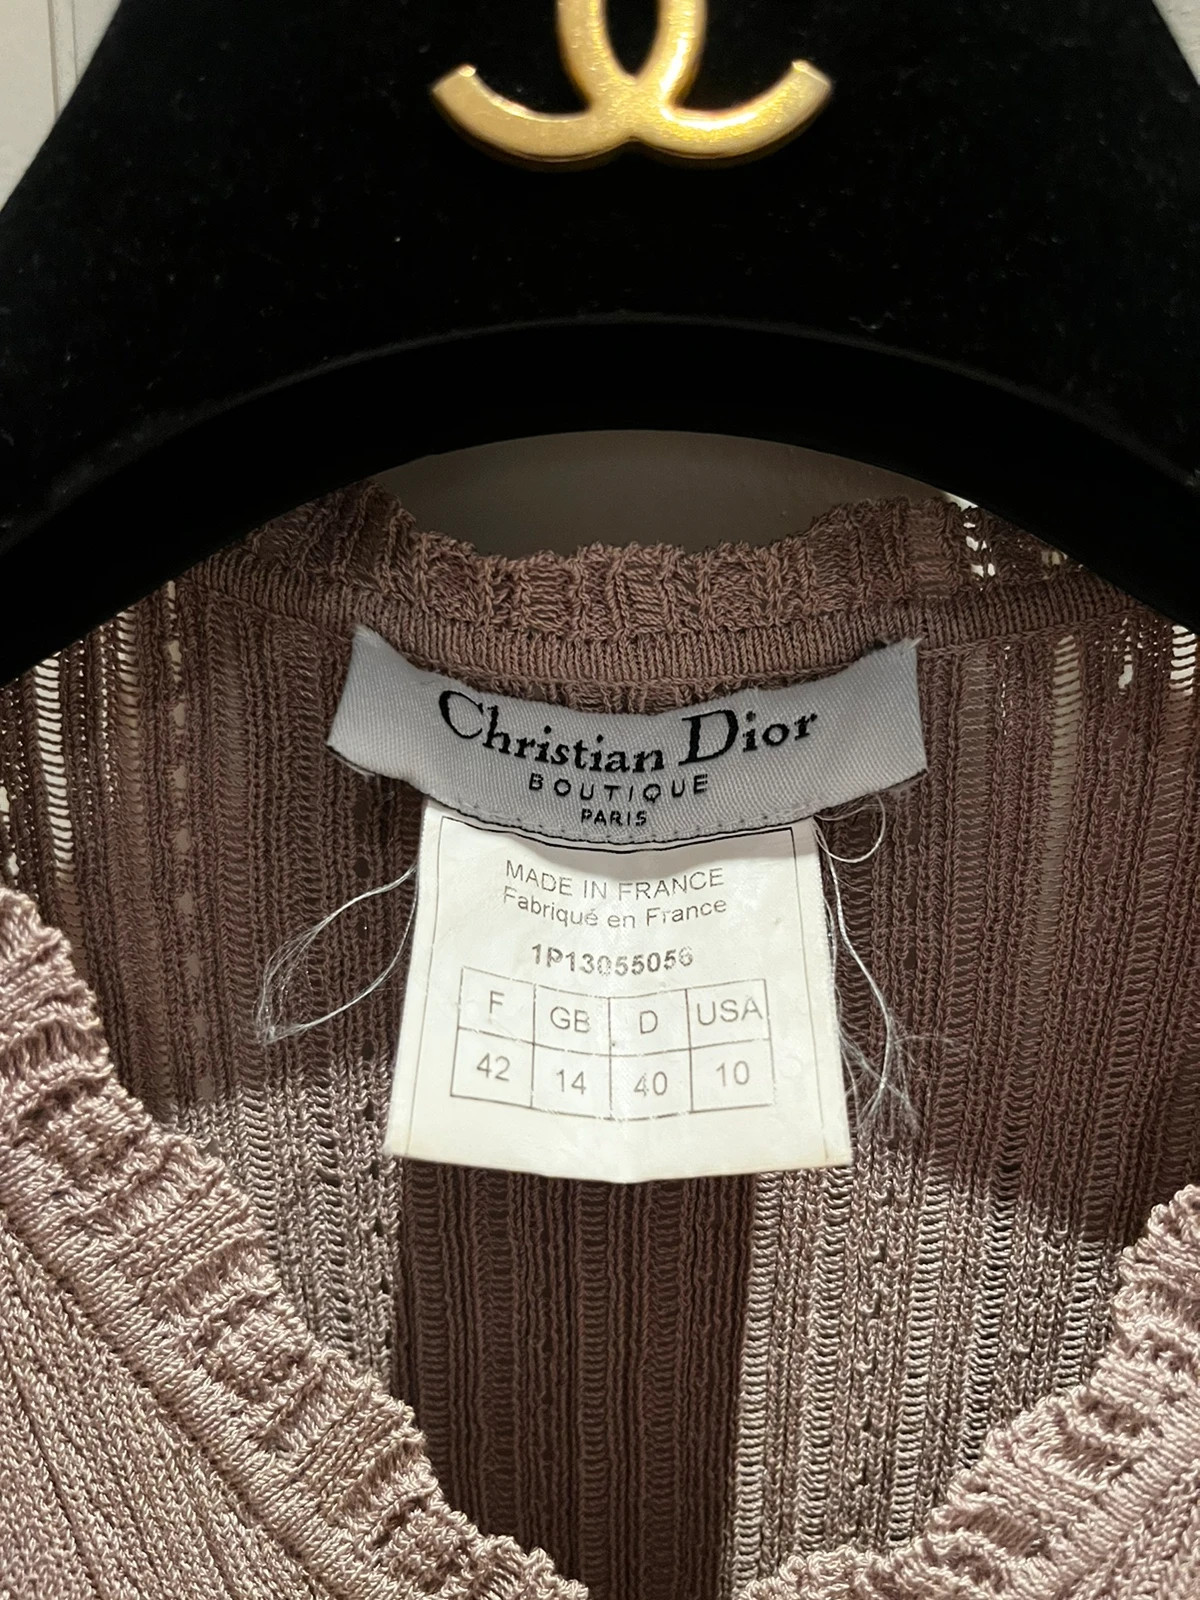 Christian Dior
BOUTIQUE
PARIS
MADE IN FRANCE
Fabriqué en France
1P13055056
F GB D USA
42 14 40 10